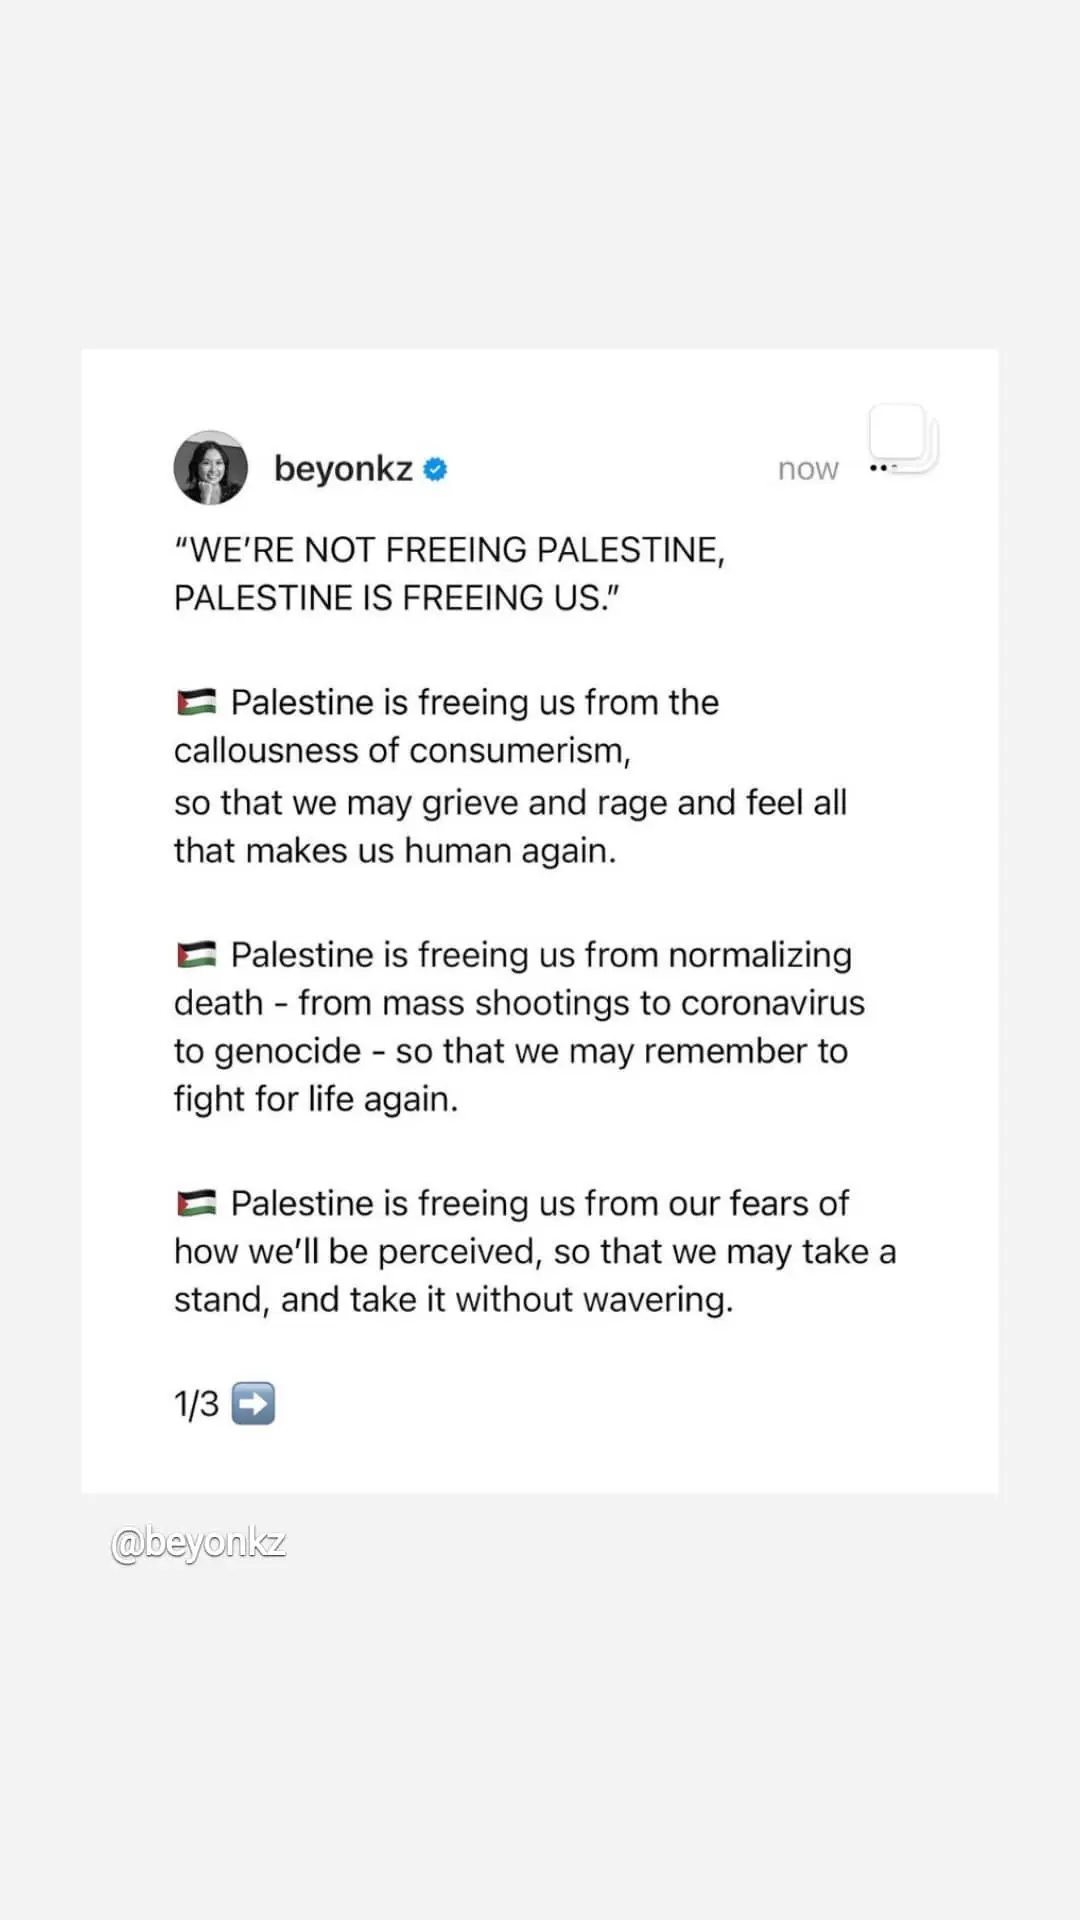 beyonkz
now
“WE’RE NOT FREEING PALESTINE,
PALESTINE IS FREEING US.”
🇵🇸 Palestine is freeing us from the
callousness of consumerism,
so that we may grieve and rage and feel all
that makes us human again.
🇵🇸 Palestine is freeing us from normalizing
death - from mass shootings to coronavirus
to genocide - so that we may remember to
fight for life again.
🇵🇸 Palestine is freeing us from our fears of
how we’ll be perceived, so that we may take a
stand, and take it without wavering.
1/3 ➡️
@beyonkz